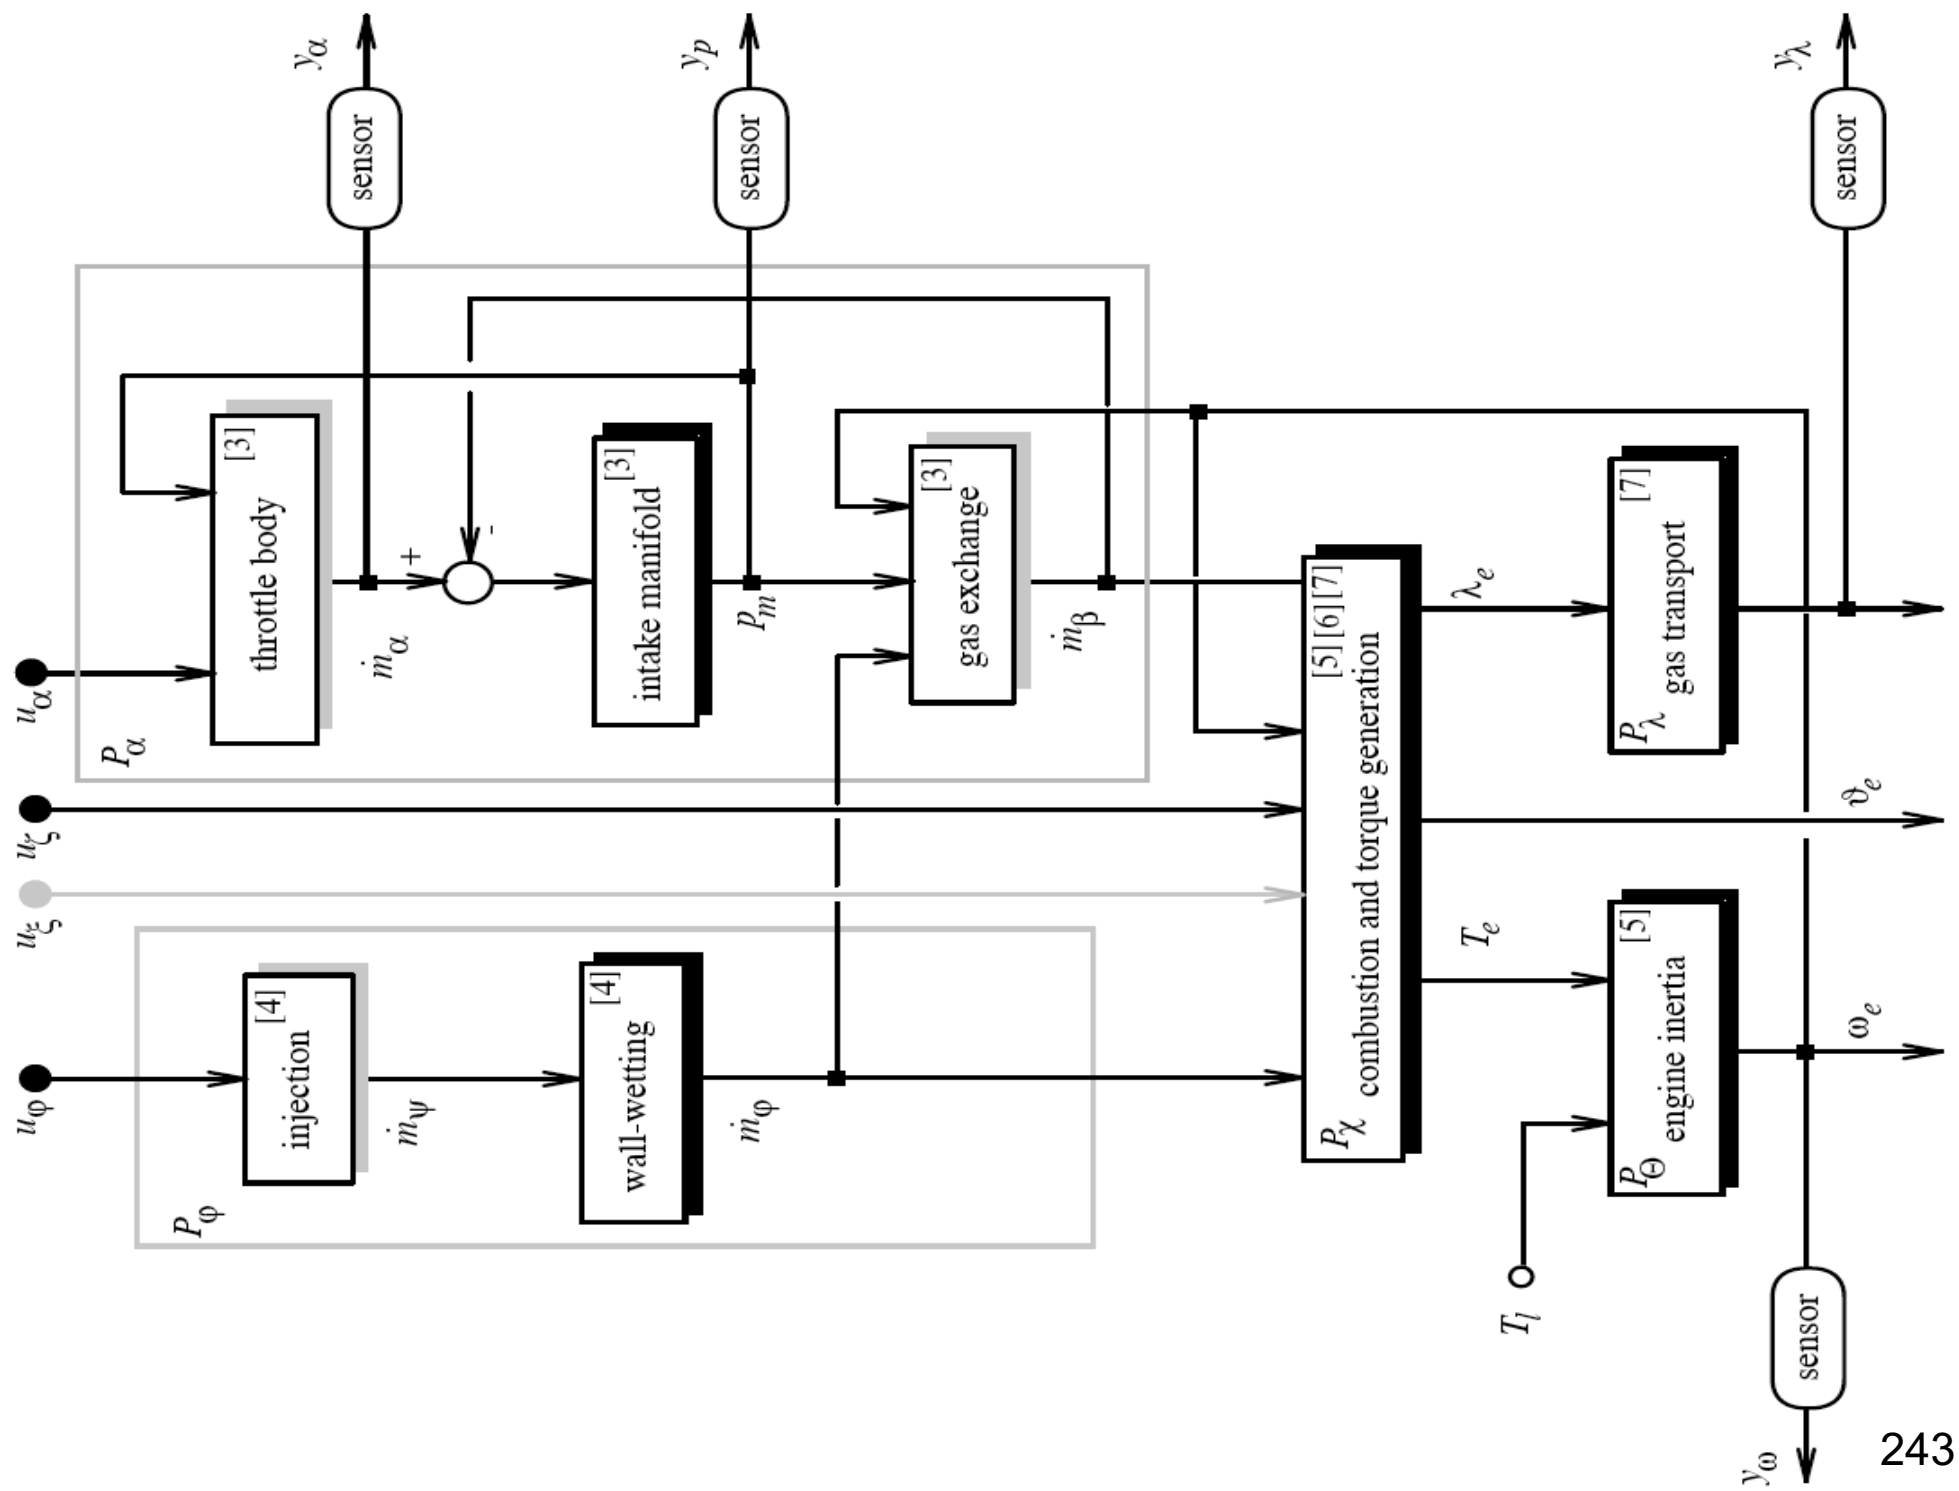 y_α
y_p
y_λ
sensor
sensor
sensor
u_α
P_α
throttle body
[3]
ṁ_α
+
-
intake manifold
[3]
p_m
gas exchange
[3]
ṁ_β
u_ζ
u_ξ
u_φ
P_φ
injection
[4]
ṁ_ψ
wall-wetting
[4]
ṁ_φ
[5][6][7]
P_χ combustion and torque generation
λ_e
[7]
P_λ gas transport
ϑ_e
T_e
[5]
P_Θ engine inertia
ω_e
T_l
sensor
y_ω
243